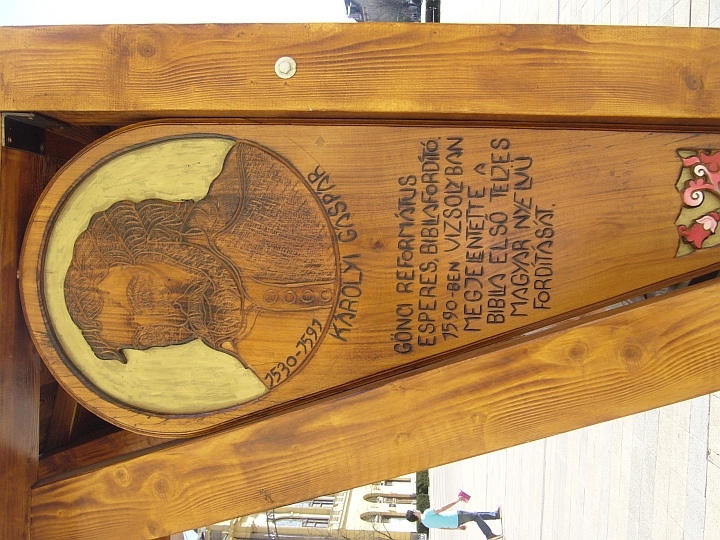 1530-1591
KÁROLYI GÁSPÁR
GÖNCI REFORMÁTUS
ESPERES, BIBLIAFORDÍTÓ.
1590-BEN VIZSOLYBAN
MEGJELENTETTE A
BIBLIA ELSŐ TELJES
MAGYAR NYELVŰ
FORDÍTÁSÁT.